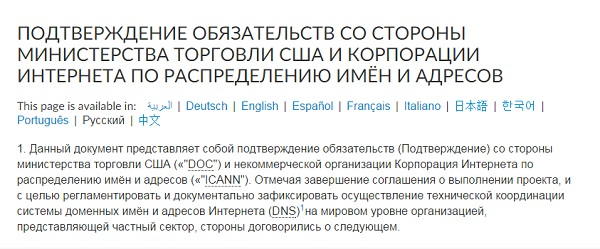 ПОДТВЕРЖДЕНИЕ ОБЯЗАТЕЛЬСТВ СО СТОРОНЫ
МИНИСТЕРСТВА ТОРГОВЛИ США И КОРПОРАЦИИ
ИНТЕРНЕТА ПО РАСПРЕДЕЛЕНИЮ ИМЁН И АДРЕСОВ
This page is available in: العربية | Deutsch | English | Español | Français | Italiano | 日本語 | 한국어 |
Português | Русский | 中文
1. Данный документ представляет собой подтверждение обязательств (Подтверждение) со стороны
министерства торговли США («"DOC") и некоммерческой организации Корпорация Интернета по
распределению имён и адресов («"ICANN"). Отмечая завершение соглашения о выполнении проекта, и
с целью регламентировать и документально зафиксировать осуществление технической координации
системы доменных имён и адресов Интернета (DNS)¹на мировом уровне организацией,
представляющей частный сектор, стороны договорились о следующем.